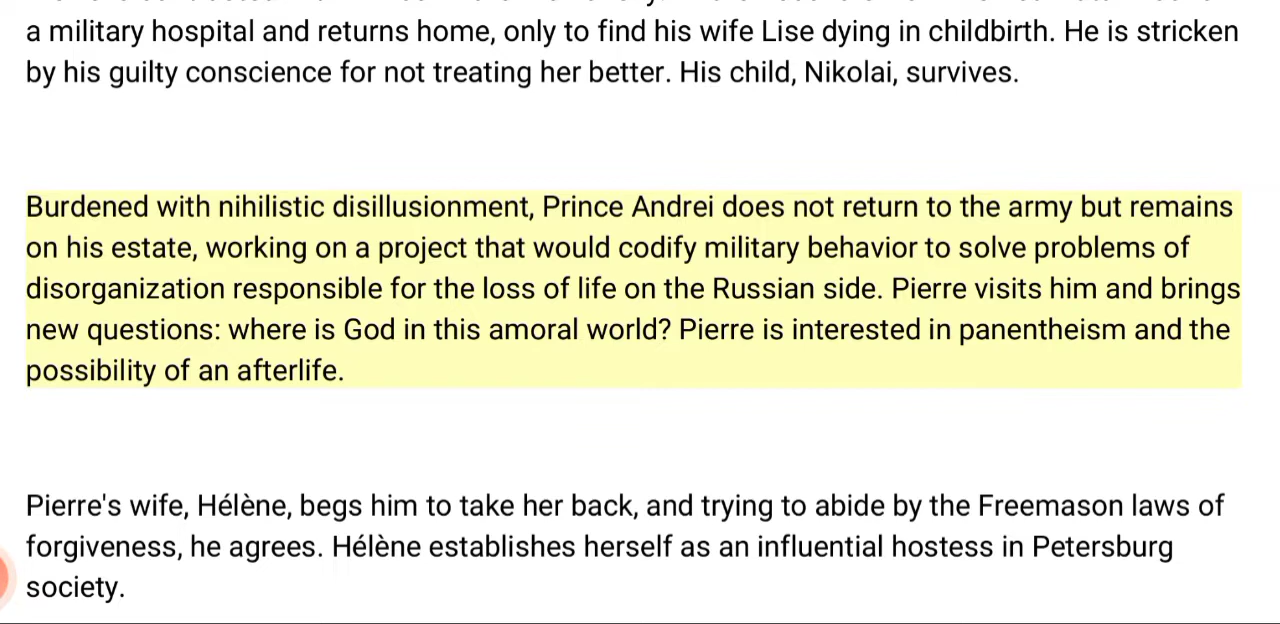 a military hospital and returns home, only to find his wife Lise dying in childbirth. He is stricken
by his guilty conscience for not treating her better. His child, Nikolai, survives.
Burdened with nihilistic disillusionment, Prince Andrei does not return to the army but remains
on his estate, working on a project that would codify military behavior to solve problems of
disorganization responsible for the loss of life on the Russian side. Pierre visits him and brings
new questions: where is God in this amoral world? Pierre is interested in panentheism and the
possibility of an afterlife.
Pierre's wife, Hélène, begs him to take her back, and trying to abide by the Freemason laws of
forgiveness, he agrees. Hélène establishes herself as an influential hostess in Petersburg
society.